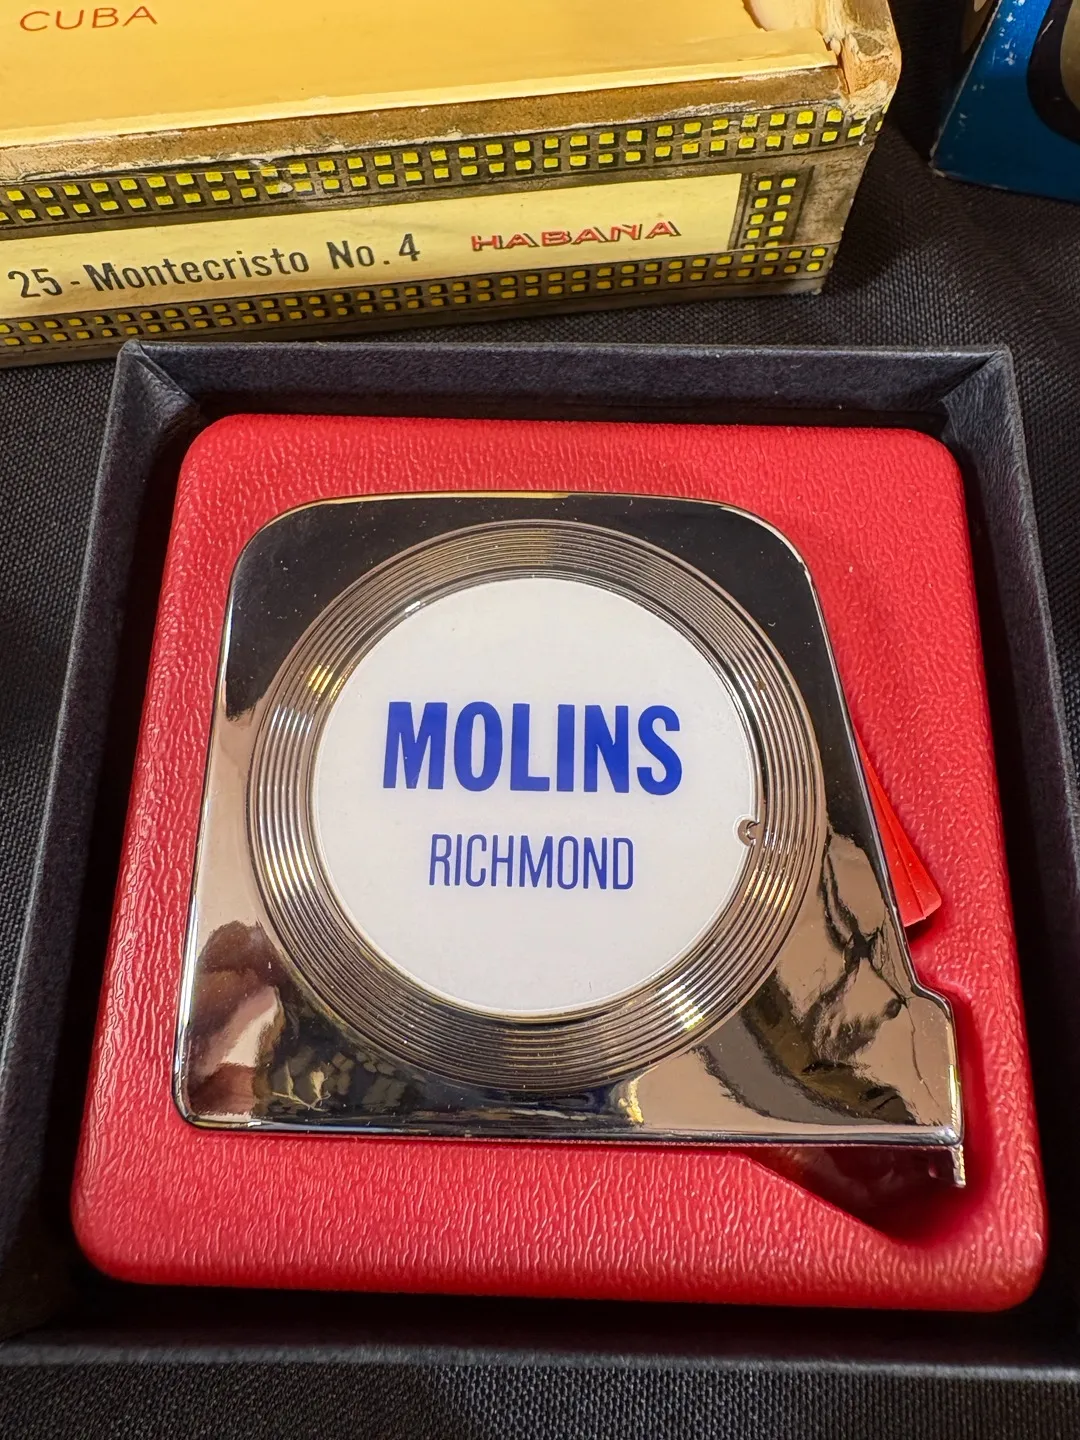 CUBA
25-Montecristo No.4 HABANA
MOLINS
RICHMOND